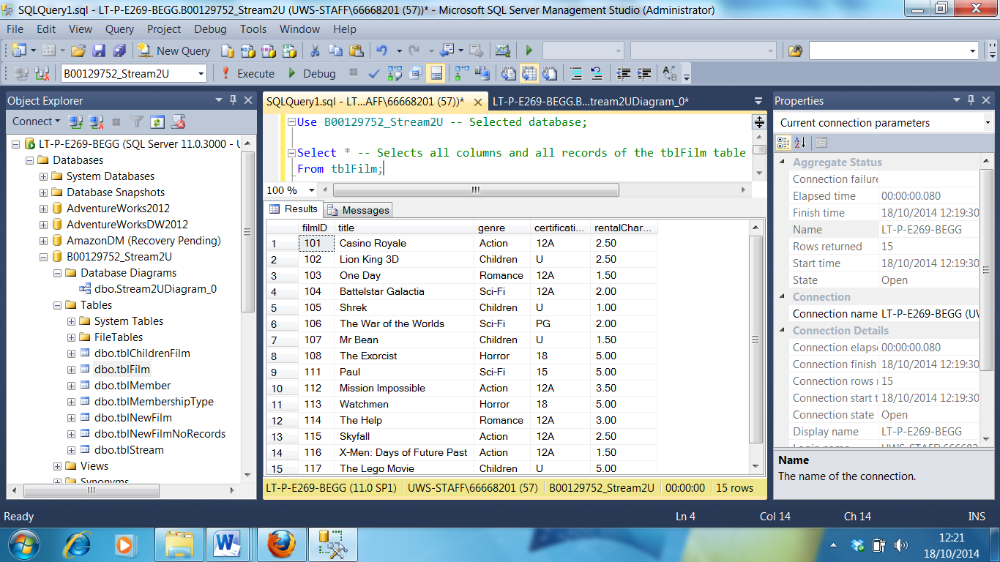 SQLQuery1.sql - LT-P-E269-BEGG.B00129752_Stream2U (UWS-STAFF\66668201 (57))* - Microsoft SQL Server Management Studio (Administrator)
File Edit View Query Project Debug Tools Window Help
New Query
B00129752_Stream2U Execute Debug
Object Explorer
Connect
LT-P-E269-BEGG (SQL Server 11.0.3000 - U
Databases
System Databases
Database Snapshots
AdventureWorks2012
AdventureWorksDW2012
AmazonDM (Recovery Pending)
B00129752_Stream2U
Database Diagrams
dbo.Stream2UDiagram_0
Tables
System Tables
FileTables
dbo.tblChildrenFilm
dbo.tblFilm
dbo.tblMember
dbo.tblMembershipType
dbo.tblNewFilm
dbo.tblNewFilmNoRecords
dbo.tblStream
Views
Synonyms
SQLQuery1.sql - LT...AFF\66668201 (57))* LT-P-E269-BEGG.B...tream2UDiagram_0*
Use B00129752_Stream2U -- Selected database;
Select * -- Selects all columns and all records of the tblFilm table
From tblFilm;
100 %
Results Messages
filmID title genre certificati... rentalChar...
1 101 Casino Royale Action 12A 2.50
2 102 Lion King 3D Children U 2.50
3 103 One Day Romance 12A 1.50
4 104 Battelstar Galactia Sci-Fi 12A 2.00
5 105 Shrek Children U 1.00
6 106 The War of the Worlds Sci-Fi PG 2.00
7 107 Mr Bean Children U 1.50
8 108 The Exorcist Horror 18 5.00
9 111 Paul Sci-Fi 15 5.00
10 112 Mission Impossible Action 12A 3.50
11 113 Watchmen Horror 18 5.00
12 114 The Help Romance 12A 3.00
13 115 Skyfall Action 12A 2.50
14 116 X-Men: Days of Future Past Action 12A 1.50
15 117 The Lego Movie Children U 5.00
LT-P-E269-BEGG (11.0 SP1) UWS-STAFF\66668201 (57) B00129752_Stream2U 00:00:00 15 rows
Properties
Current connection parameters
Aggregate Status
Connection failure
Elapsed time 00:00:00.080
Finish time 18/10/2014 12:19:30
Name LT-P-E269-BEGG
Rows returned 15
Start time 18/10/2014 12:19:30
State Open
Connection
Connection name LT-P-E269-BEGG (UW
Connection Details
Connection elaps 00:00:00.080
Connection finish 18/10/2014 12:19:30
Connection rows r 15
Connection start t 18/10/2014 12:19:30
Connection state Open
Display name LT-P-E269-BEGG
Login name UWS-STAFF\666682
Name
The name of the connection.
Ready Ln 4 Col 14 Ch 14 INS
12:21
18/10/2014